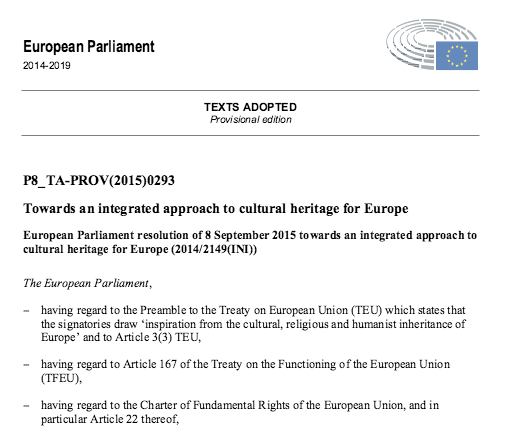 European Parliament
2014-2019
TEXTS ADOPTED
Provisional edition
P8_TA-PROV(2015)0293
Towards an integrated approach to cultural heritage for Europe
European Parliament resolution of 8 September 2015 towards an integrated approach to
cultural heritage for Europe (2014/2149(INI))
The European Parliament,
– having regard to the Preamble to the Treaty on European Union (TEU) which states that
the signatories draw ‘inspiration from the cultural, religious and humanist inheritance of
Europe’ and to Article 3(3) TEU,
– having regard to Article 167 of the Treaty on the Functioning of the European Union
(TFEU),
– having regard to the Charter of Fundamental Rights of the European Union, and in
particular Article 22 thereof,